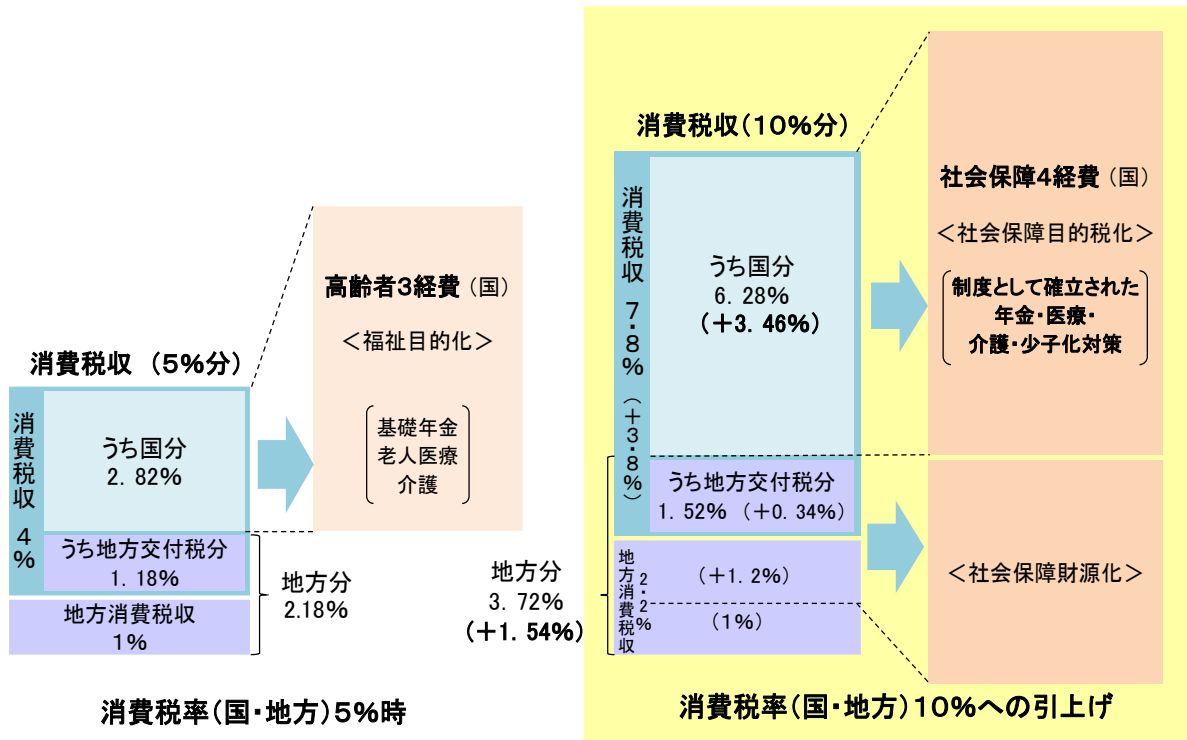 消費税収 (5%分)
消費税収 4%
うち国分
2.82%
うち地方交付税分
1.18%
地方消費税収
1%
高齢者3経費（国）
＜福祉目的化＞
基礎年金
老人医療
介護
地方分
2.18%
消費税率（国・地方）5％時
消費税収（10%分）
消費税収 7.8% （＋3.8%）
うち国分
6.28%
（＋3.46%）
うち地方交付税分
1.52% （＋0.34%）
地方消費税収 2.2%
（＋1.2%）
（1%）
地方分
3.72%
（＋1.54%）
社会保障4経費（国）
＜社会保障目的税化＞
制度として確立された
年金・医療・
介護・少子化対策
＜社会保障財源化＞
消費税率（国・地方）10％への引上げ